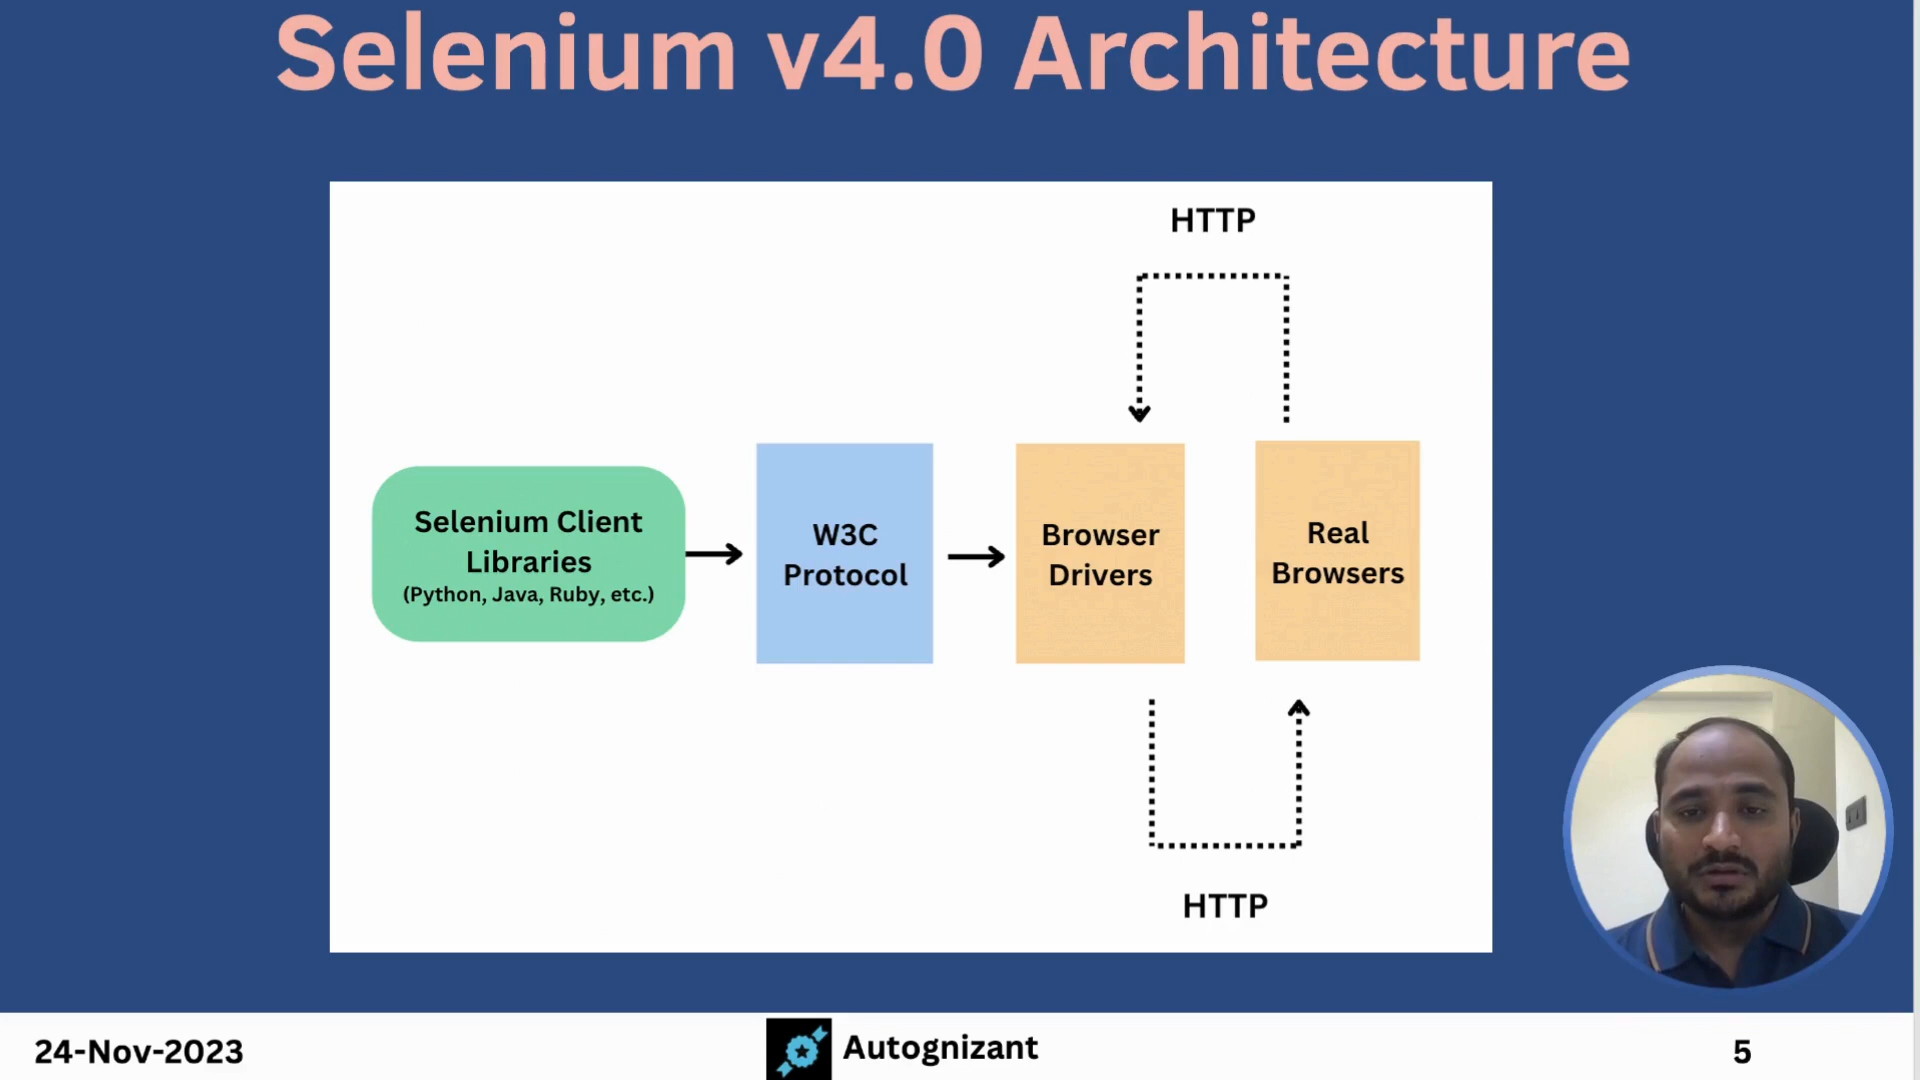 Selenium v4.0 Architecture
HTTP
Selenium Client
Libraries
(Python, Java, Ruby, etc.)
W3C
Protocol
Browser
Drivers
Real
Browsers
HTTP
24-Nov-2023
Autognizant
5